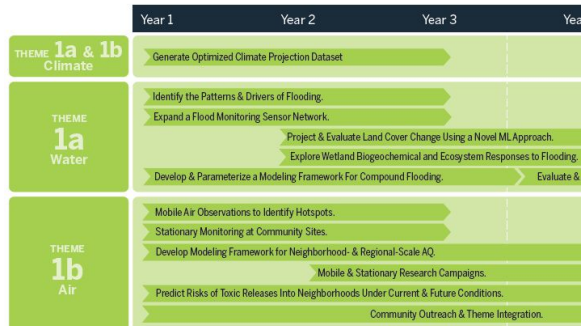 Year 1 Year 2 Year 3
THEME 1a & 1b
Climate
Generate Optimized Climate Projection Dataset
THEME
1a
Water
Identify the Patterns & Drivers of Flooding.
Expand a Flood Monitoring Sensor Network.
Project & Evaluate Land Cover Change Using a Novel ML Approach.
Explore Wetland Biogeochemical and Ecosystem Responses to Flooding.
Develop & Parameterize a Modeling Framework For Compound Flooding. Evaluate &
THEME
1b
Air
Mobile Air Observations to Identify Hotspots.
Stationary Monitoring at Community Sites.
Develop Modeling Framework for Neighborhood- & Regional-Scale AQ.
Mobile & Stationary Research Campaigns.
Predict Risks of Toxic Releases Into Neighborhoods Under Current & Future Conditions.
Community Outreach & Theme Integration.